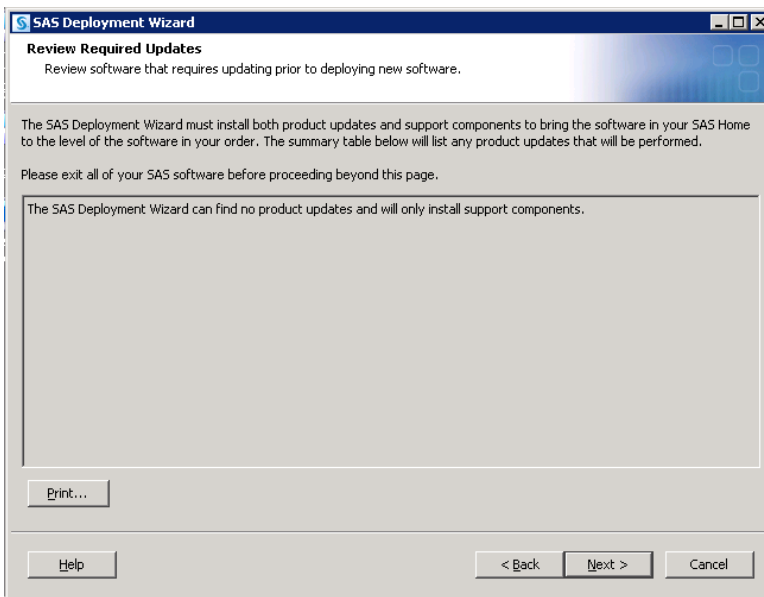 SAS Deployment Wizard
Review Required Updates
Review software that requires updating prior to deploying new software.
The SAS Deployment Wizard must install both product updates and support components to bring the software in your SAS Home
to the level of the software in your order. The summary table below will list any product updates that will be performed.
Please exit all of your SAS software before proceeding beyond this page.
The SAS Deployment Wizard can find no product updates and will only install support components.
Print...
Help
< Back
Next >
Cancel